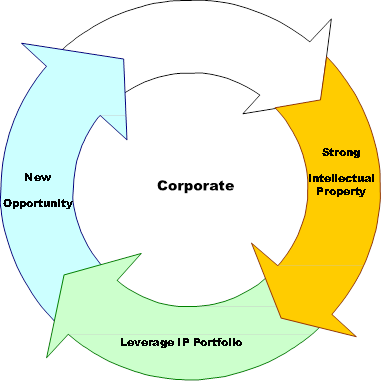 Strong
Intellectual
Property
New
Opportunity
Corporate
Leverage IP Portfolio